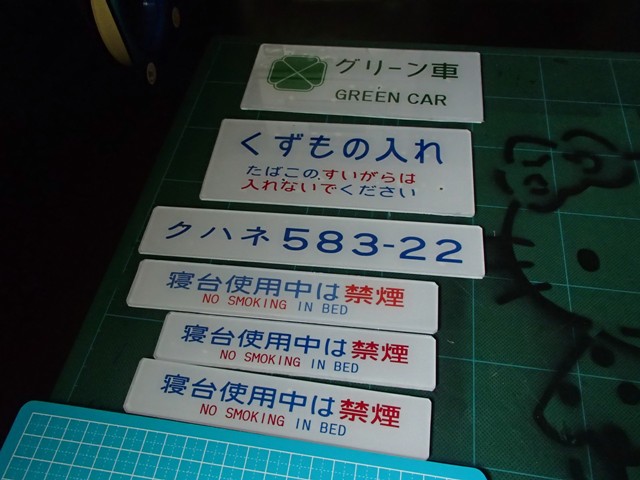 グリーン車
GREEN CAR
くずもの入れ
たばこの、すいがらは
入れないでください
クハネ583-22
寝台使用中は禁煙
NO SMOKING IN BED
寝台使用中は禁煙
NO SMOKING IN BED
寝台使用中は禁煙
NO SMOKING IN BED